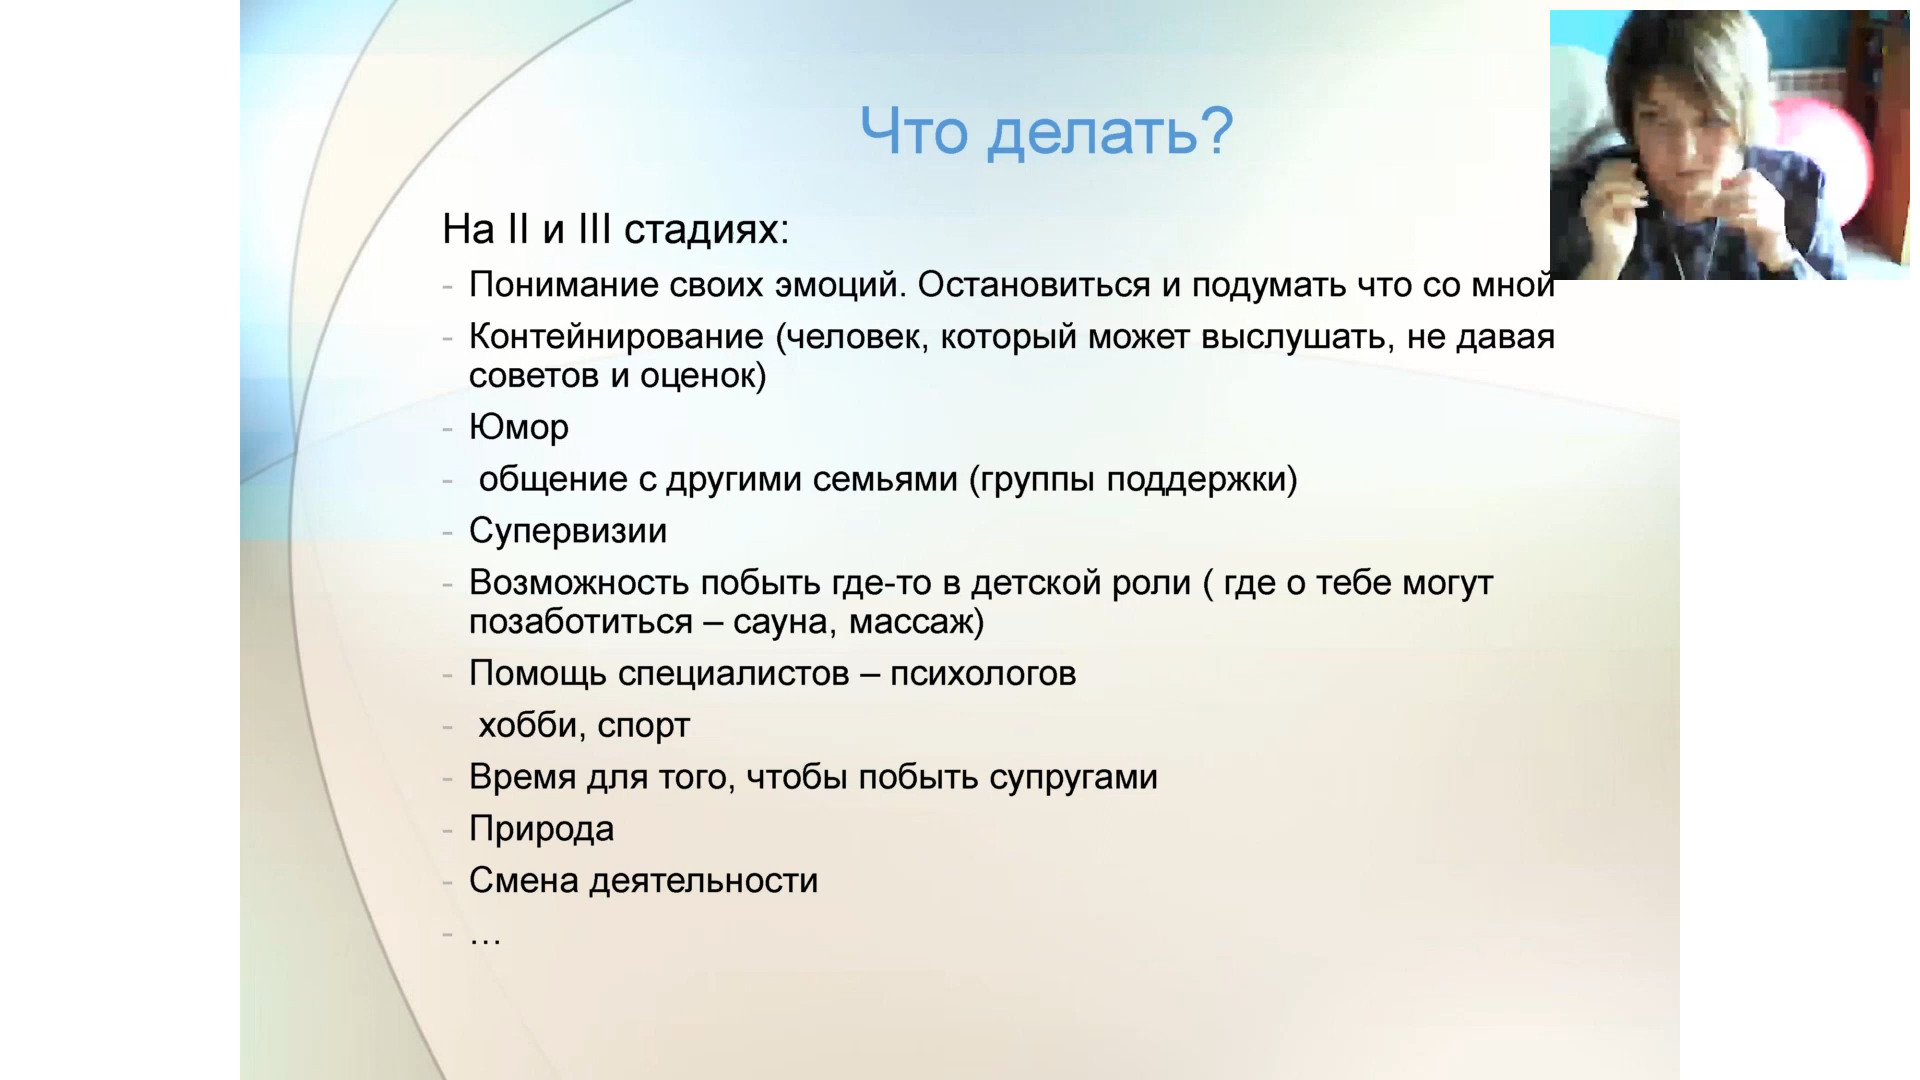 Что делать?
На II и III стадиях:
- Понимание своих эмоций. Остановиться и подумать что со мной
- Контейнирование (человек, который может выслушать, не давая
советов и оценок)
- Юмор
- общение с другими семьями (группы поддержки)
- Супервизии
- Возможность побыть где-то в детской роли ( где о тебе могут
позаботиться – сауна, массаж)
- Помощь специалистов – психологов
- хобби, спорт
- Время для того, чтобы побыть супругами
- Природа
- Смена деятельности
- …